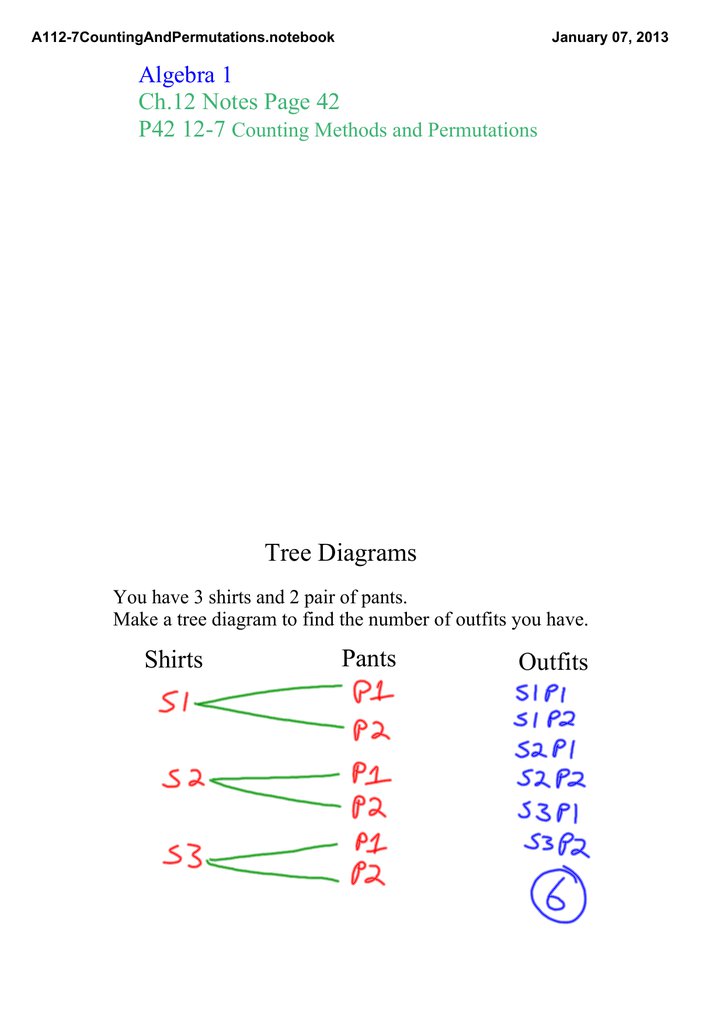 A112-7CountingAndPermutations.notebook
January 07, 2013
Algebra 1
Ch.12 Notes Page 42
P42 12-7 Counting Methods and Permutations
Tree Diagrams
You have 3 shirts and 2 pair of pants.
Make a tree diagram to find the number of outfits you have.
Shirts Pants Outfits
S1 P1 S1P1
P2 S1P2
S2P1
S2 P1 S2P2
P2 S3P1
S3 P1 S3P2
P2
6